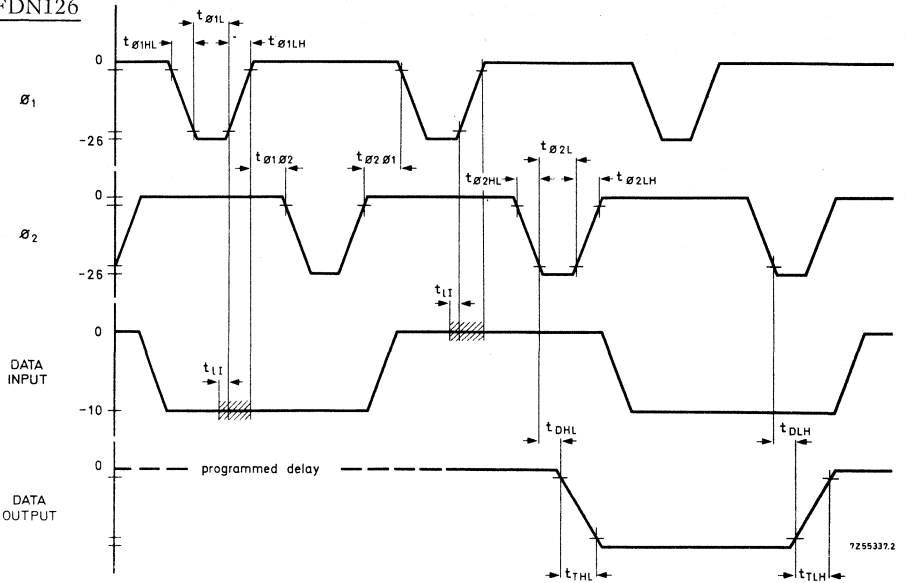 FDN126
tø1L
tø1HL
tø1LH
0
ø1
-26
tø1ø2
tø2ø1
tø2L
tø2HL
tø2LH
0
ø2
-26
tlI
0
DATA
INPUT
tlI
-10
tDHL
tDLH
0
programmed delay
DATA
OUTPUT
7Z55337.2
tTHL
tTLH